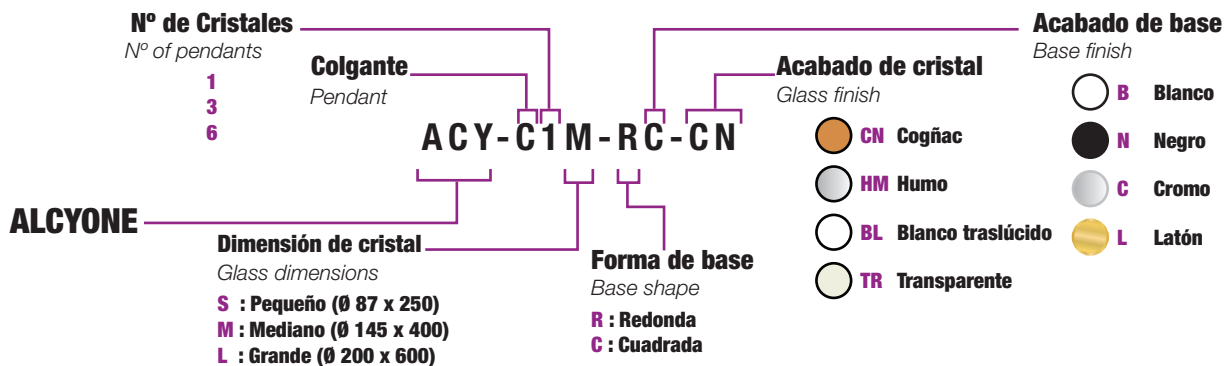 Nº de Cristales
Nº of pendants
1
3
6
Colgante
Pendant
Acabado de cristal
Glass finish
CN Cogñac
HM Humo
BL Blanco traslúcido
TR Transparente
Acabado de base
Base finish
B Blanco
N Negro
C Cromo
L Latón
ACY-C1M-RC-CN
ALCYONE
Dimensión de cristal
Glass dimensions
S : Pequeño (Ø 87 x 250)
M : Mediano (Ø 145 x 400)
L : Grande (Ø 200 x 600)
Forma de base
Base shape
R : Redonda
C : Cuadrada